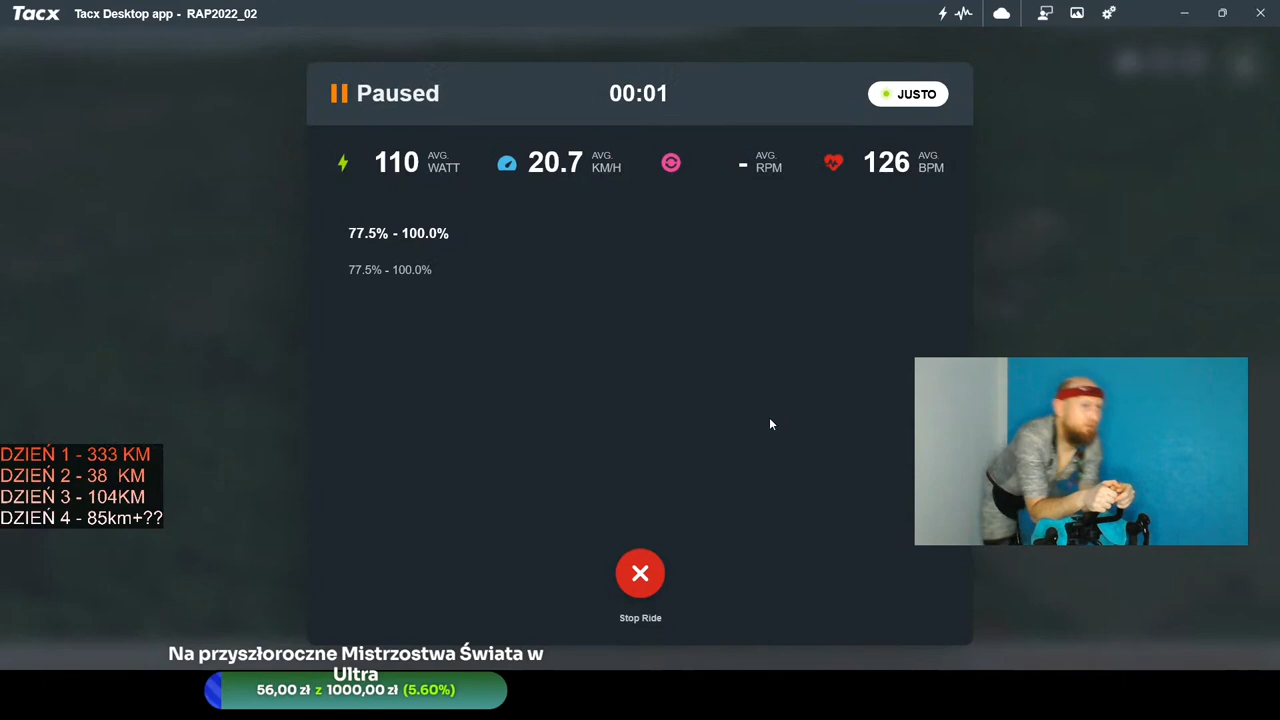 Tacx Tacx Desktop app - RAP2022_02
Paused 00:01 JUSTO
110 AVG. WATT 20.7 AVG. KM/H - AVG. RPM 126 AVG. BPM
77.5% - 100.0%
77.5% - 100.0%
DZIEŃ 1 - 333 KM
DZIEŃ 2 - 38 KM
DZIEŃ 3 - 104KM
DZIEŃ 4 - 85km+??
Stop Ride
Na przyszłoroczne Mistrzostwa Świata w
Ultra
56,00 zł z 1000,00 zł (5.60%)